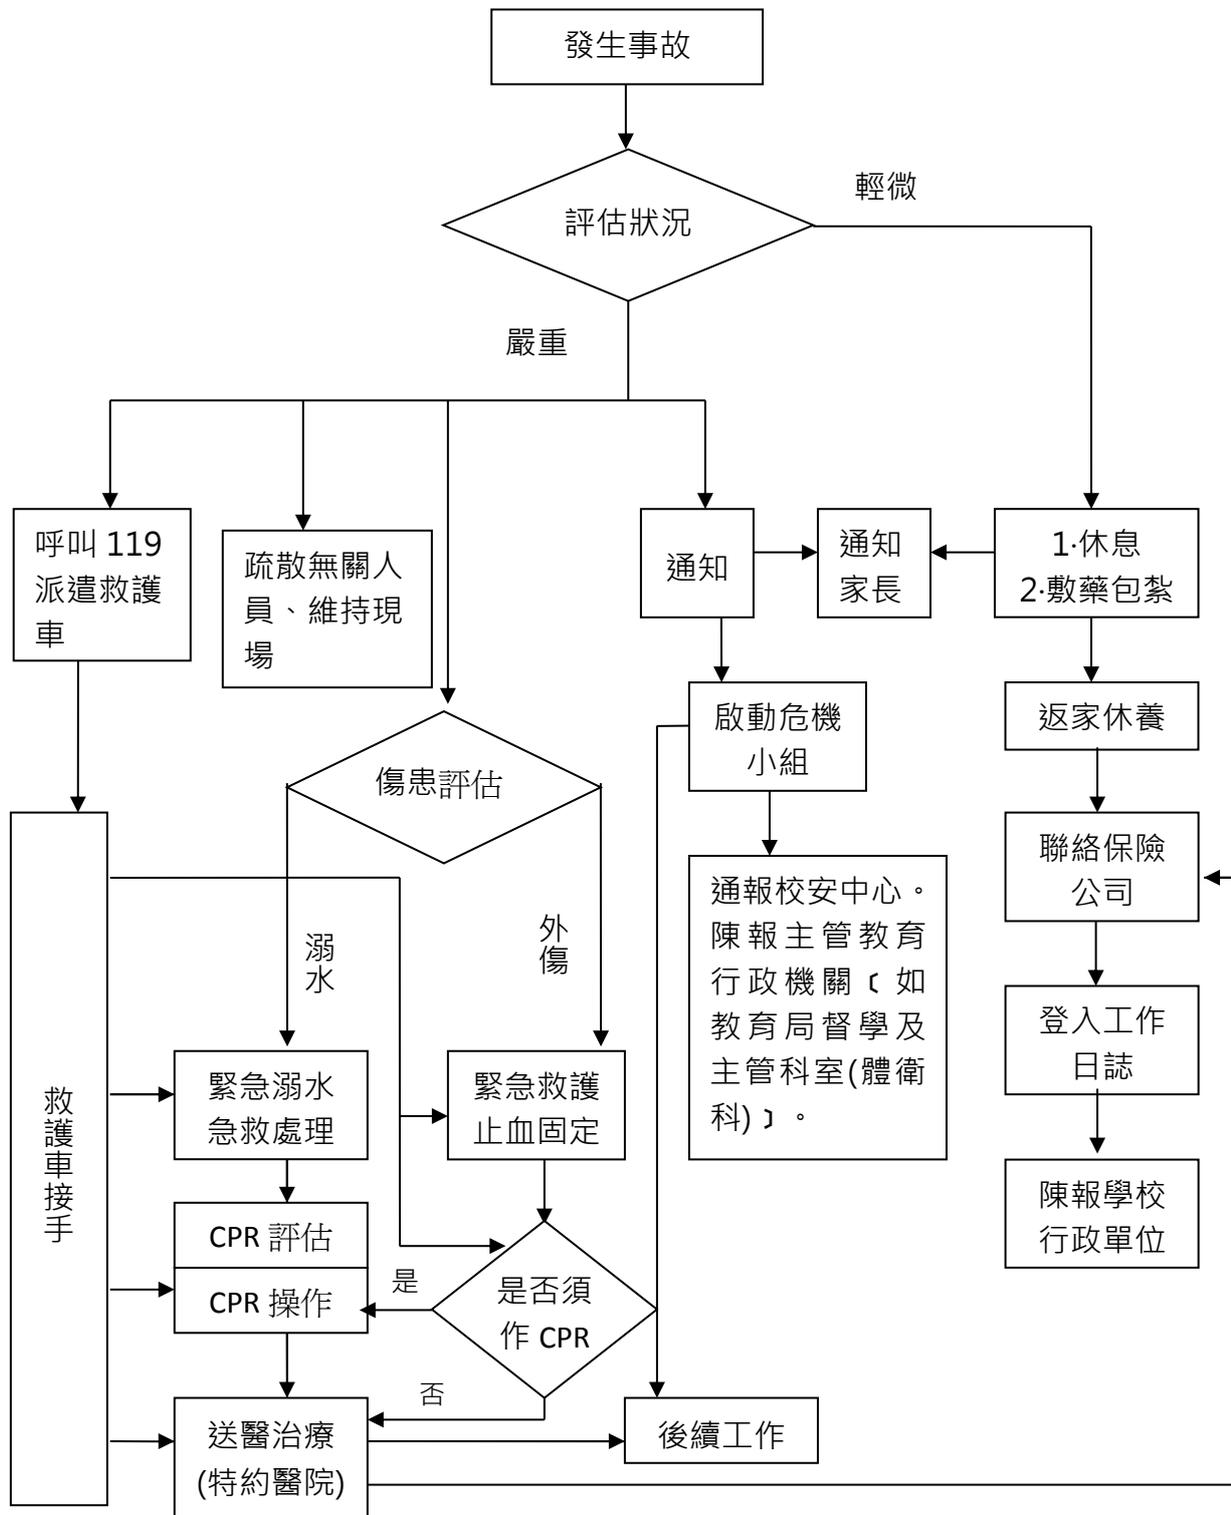 發生事故
輕微
評估狀況
嚴重
呼叫 119
派遣救護
車
疏散無關人
員、維持現
場
通知
通知
家長
1·休息
2·敷藥包紮
啟動危機
小組
返家休養
傷患評估
聯絡保險
公司
通報校安中心。
陳報主管教育
行政機關﹝如
教育局督學及
主管科室(體衛
科)﹞。
溺水
外傷
登入工作
日誌
救護車接手
緊急溺水
急救處理
緊急救護
止血固定
陳報學校
行政單位
CPR 評估
CPR 操作
是
是否須
作 CPR
否
送醫治療
(特約醫院)
後續工作